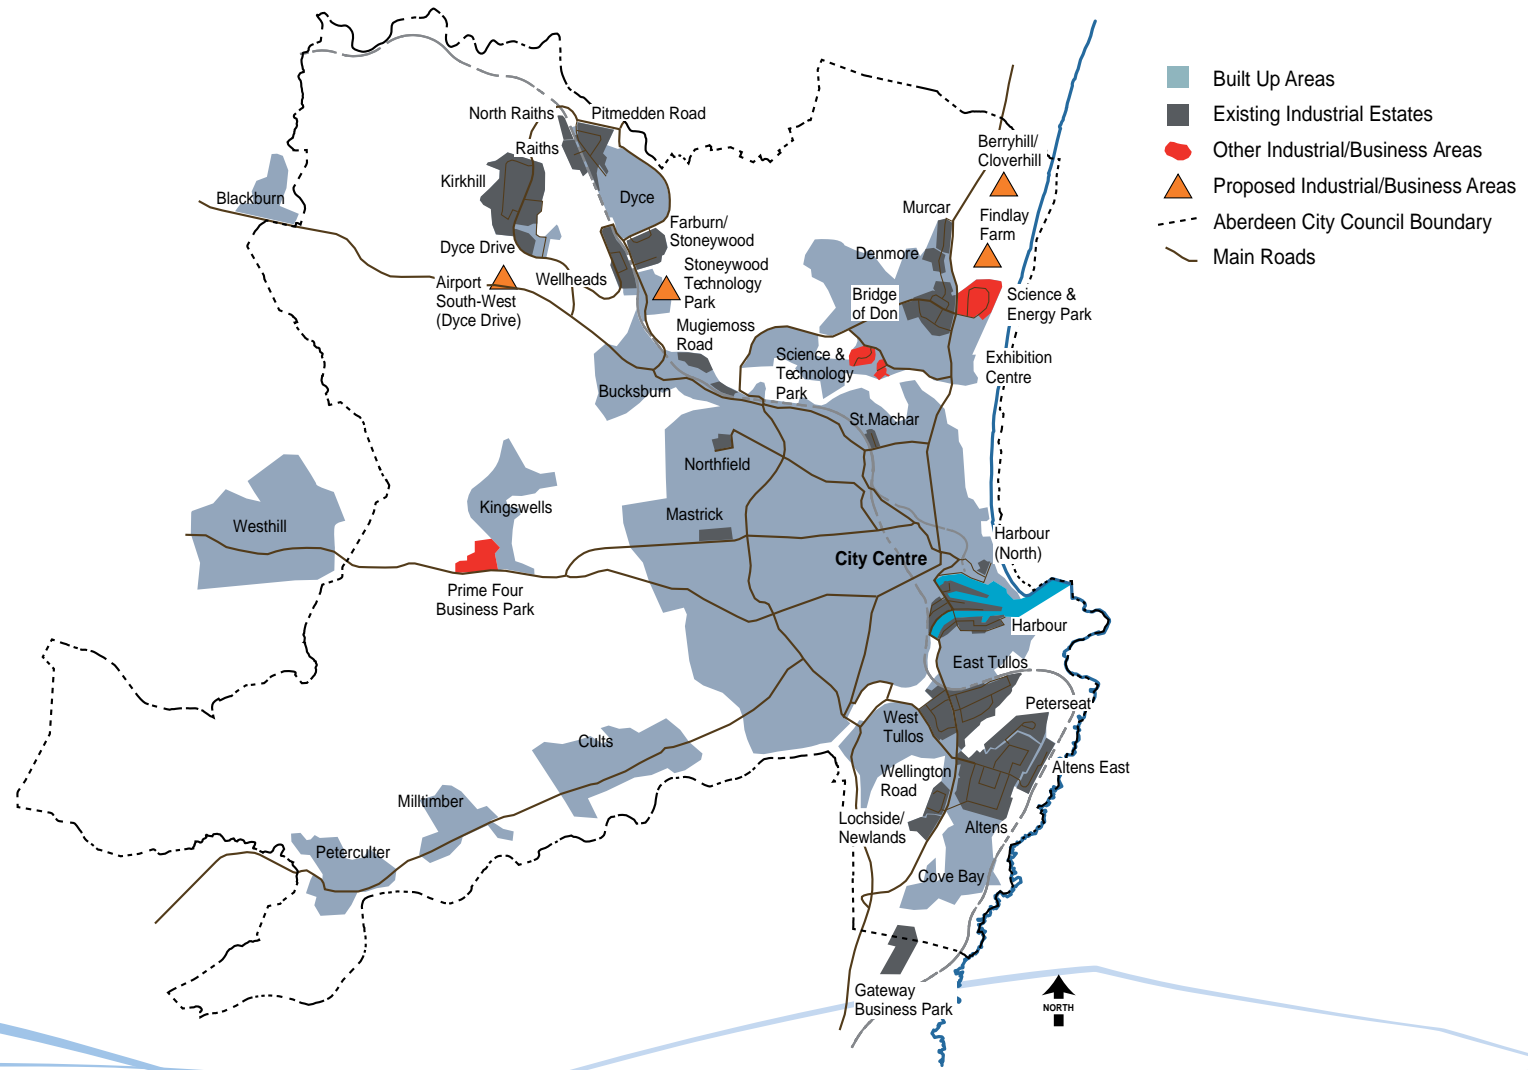 Built Up Areas
Existing Industrial Estates
Other Industrial/Business Areas
Proposed Industrial/Business Areas
Aberdeen City Council Boundary
Main Roads
North Raiths
Pitmedden Road
Raiths
Kirkhill
Dyce
Blackburn
Farburn/
Stoneywood
Dyce Drive
Wellheads
Stoneywood
Technology
Park
Airport
South-West
(Dyce Drive)
Mugiemoss
Road
Bucksburn
Berryhill/
Cloverhill
Murcar
Findlay
Farm
Denmore
Bridge
of Don
Science &
Energy Park
Science &
Technology
Park
Exhibition
Centre
St.Machar
Northfield
Mastrick
Kingswells
Westhill
Prime Four
Business Park
City Centre
Harbour
(North)
Harbour
East Tullos
Peterseat
West
Tullos
Altens East
Wellington
Road
Lochside/
Newlands
Altens
Cove Bay
Cults
Milltimber
Peterculter
Gateway
Business Park
NORTH